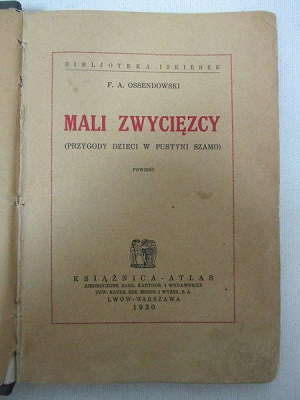 BIBLJOTEKA ISKIEREK
F. A. OSSENDOWSKI
MALI ZWYCIĘZCY
(PRZYGODY DZIECI W PUSTYNI SZAMO)
POWIEŚĆ
KSIĄŻNICA-ATLAS
ZJEDNOCZONE ZAKŁ. KARTOGR. I WYDAWNICZE
TOW. NAUCZ. SZK. ŚREDN. I WYŻSZ., S. A.
LWÓW-WARSZAWA
1930